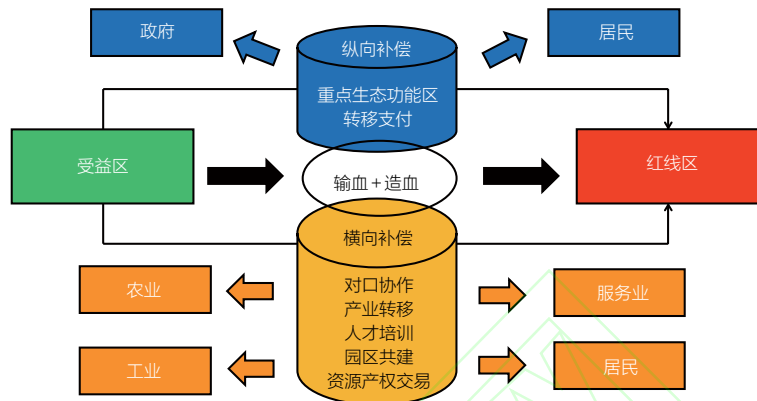 政府
纵向补偿
居民
重点生态功能区
转移支付
受益区
输血+造血
红线区
横向补偿
农业
对口协作
产业转移
人才培训
园区共建
资源产权交易
服务业
工业
居民